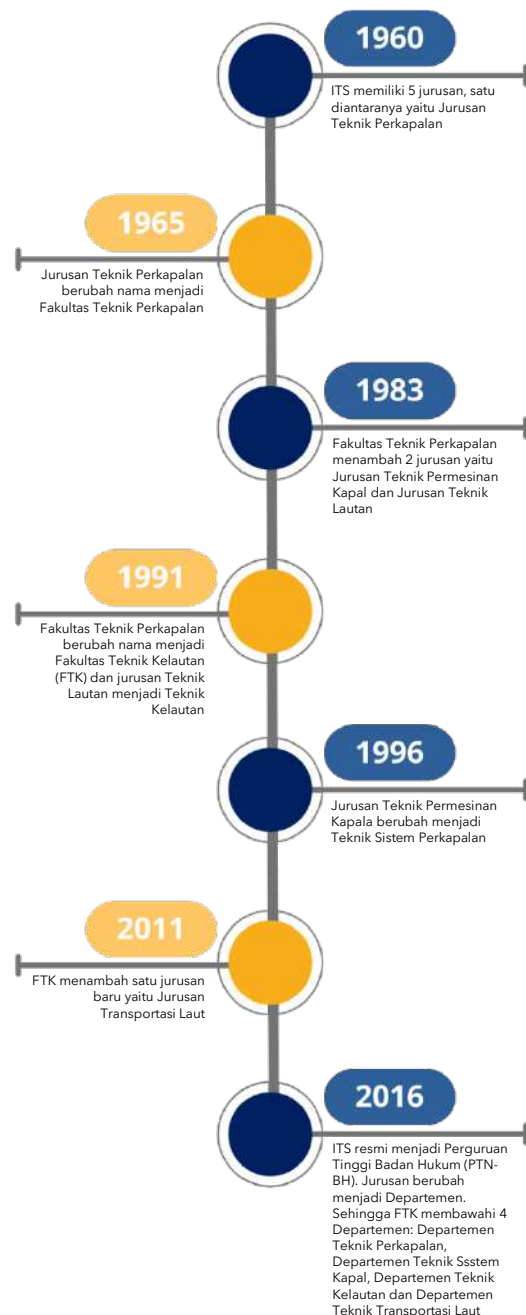 1960
ITS memiliki 5 jurusan, satu
diantaranya yaitu Jurusan
Teknik Perkapalan
1965
Jurusan Teknik Perkapalan
berubah nama menjadi
Fakultas Teknik Perkapalan
1983
Fakultas Teknik Perkapalan
menambah 2 jurusan yaitu
Jurusan Teknik Permesinan
Kapal dan Jurusan Teknik
Lautan
1991
Fakultas Teknik Perkapalan
berubah nama menjadi
Fakultas Teknik Kelautan
(FTK) dan jurusan Teknik
Lautan menjadi Teknik
Kelautan
1996
Jurusan Teknik Permesinan
Kapala berubah menjadi
Teknik Sistem Perkapalan
2011
FTK menambah satu jurusan
baru yaitu Jurusan
Transportasi Laut
2016
ITS resmi menjadi Perguruan
Tinggi Badan Hukum (PTN-
BH). Jurusan berubah
menjadi Departemen.
Sehingga FTK membawahi 4
Departemen: Departemen
Teknik Perkapalan,
Departemen Teknik Ssstem
Kapal, Departemen Teknik
Kelautan dan Departemen
Teknik Transportasi Laut